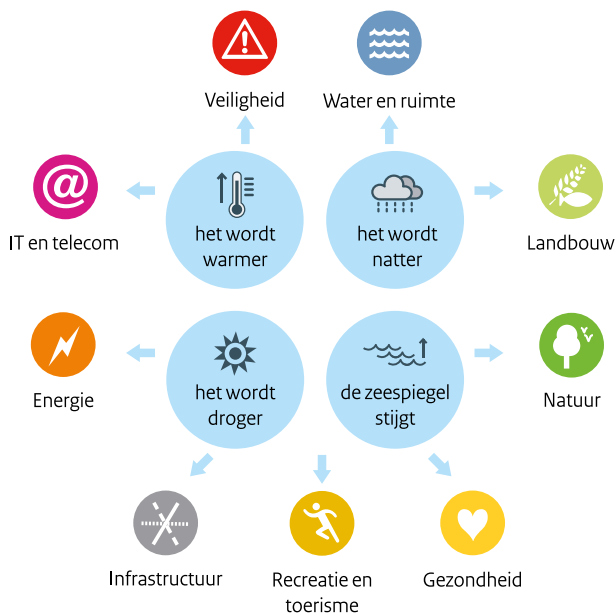 Veiligheid
Water en ruimte
@
IT en telecom
het wordt
warmer
het wordt
natter
Landbouw
Energie
het wordt
droger
de zeespiegel
stijgt
Natuur
Infrastructuur
Recreatie en
toerisme
Gezondheid